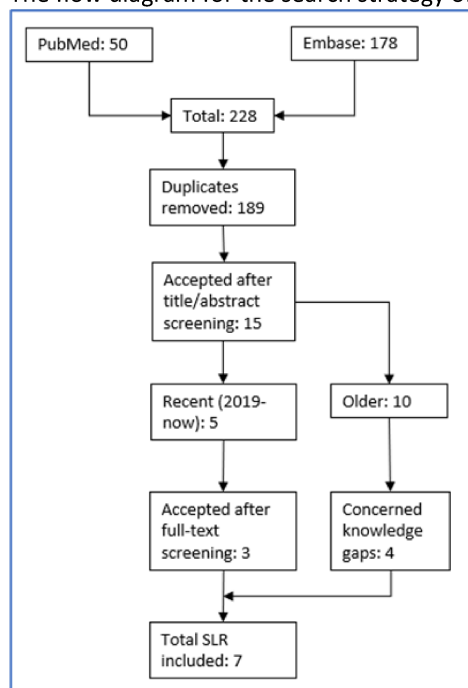 PubMed: 50
Embase: 178
Total: 228
Duplicates
removed: 189
Accepted after
title/abstract
screening: 15
Recent (2019-
now): 5
Older: 10
Accepted after
full-text
screening: 3
Concerned
knowledge
gaps: 4
Total SLR
included: 7